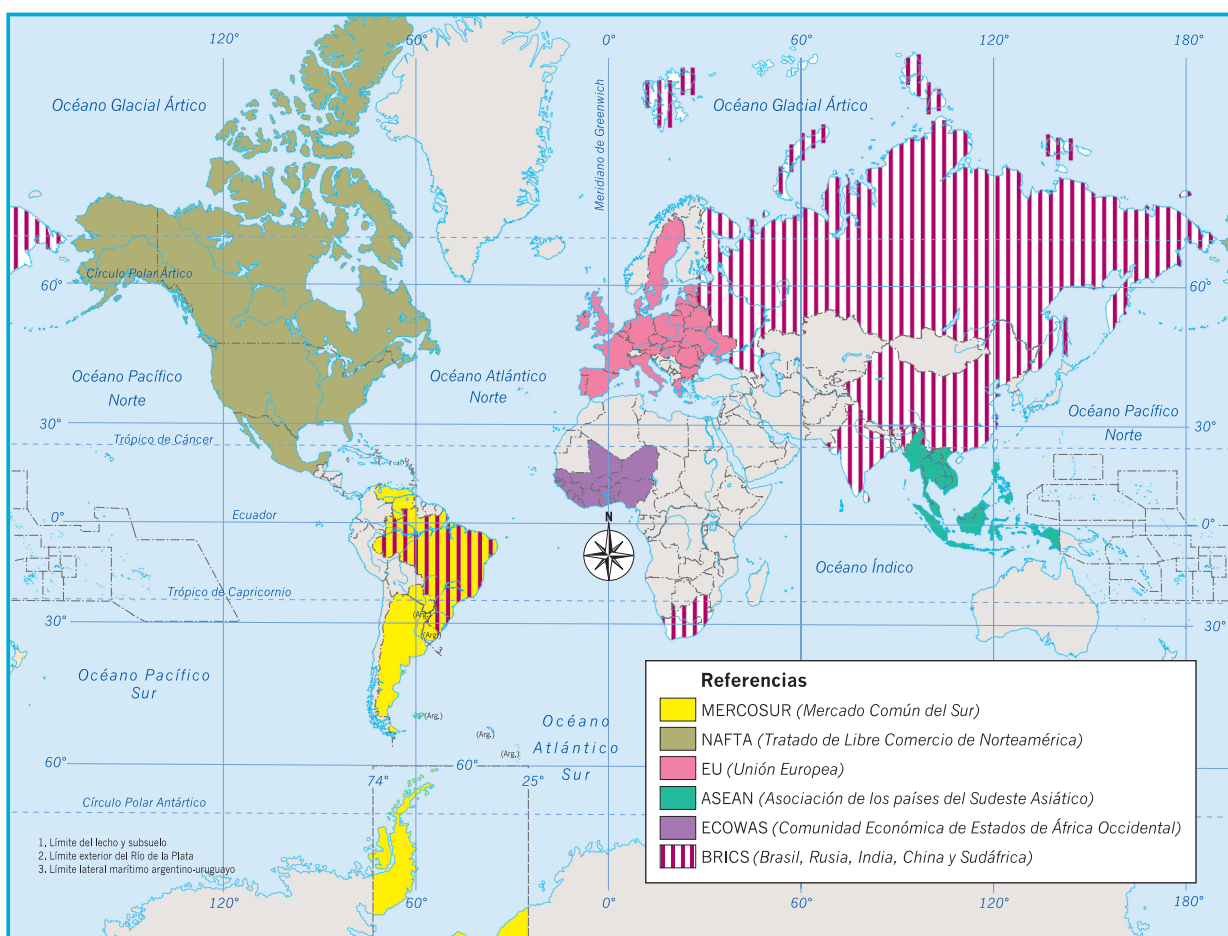 120°
60°
0°
60°
120°
180°
Océano Glacial Ártico
Meridiano de Greenwich
Océano Glacial Ártico
Círculo Polar Ártico
60°
60°
Océano Pacífico
Norte
Océano Atlántico
Norte
Océano Pacífico
Norte
30°
30°
Trópico de Cáncer
Ecuador
0°
0°
N
Océano Índico
Trópico de Capricornio
(Arg.)
30°
30°
(Arg.)
3
Océano Pacífico
Sur
(Arg.)
(Arg.)
(Arg.)
Océano
Atlántico
Sur
60°
60°
74°
25°
Círculo Polar Antártico
1. Límite del lecho y subsuelo
2. Límite exterior del Río de la Plata
3. Límite lateral marítimo argentino-uruguayo
Referencias
MERCOSUR (Mercado Común del Sur)
NAFTA (Tratado de Libre Comercio de Norteamérica)
EU (Unión Europea)
ASEAN (Asociación de los países del Sudeste Asiático)
ECOWAS (Comunidad Económica de Estados de África Occidental)
BRICS (Brasil, Rusia, India, China y Sudáfrica)
120°
60°
0°
60°
120°
180°